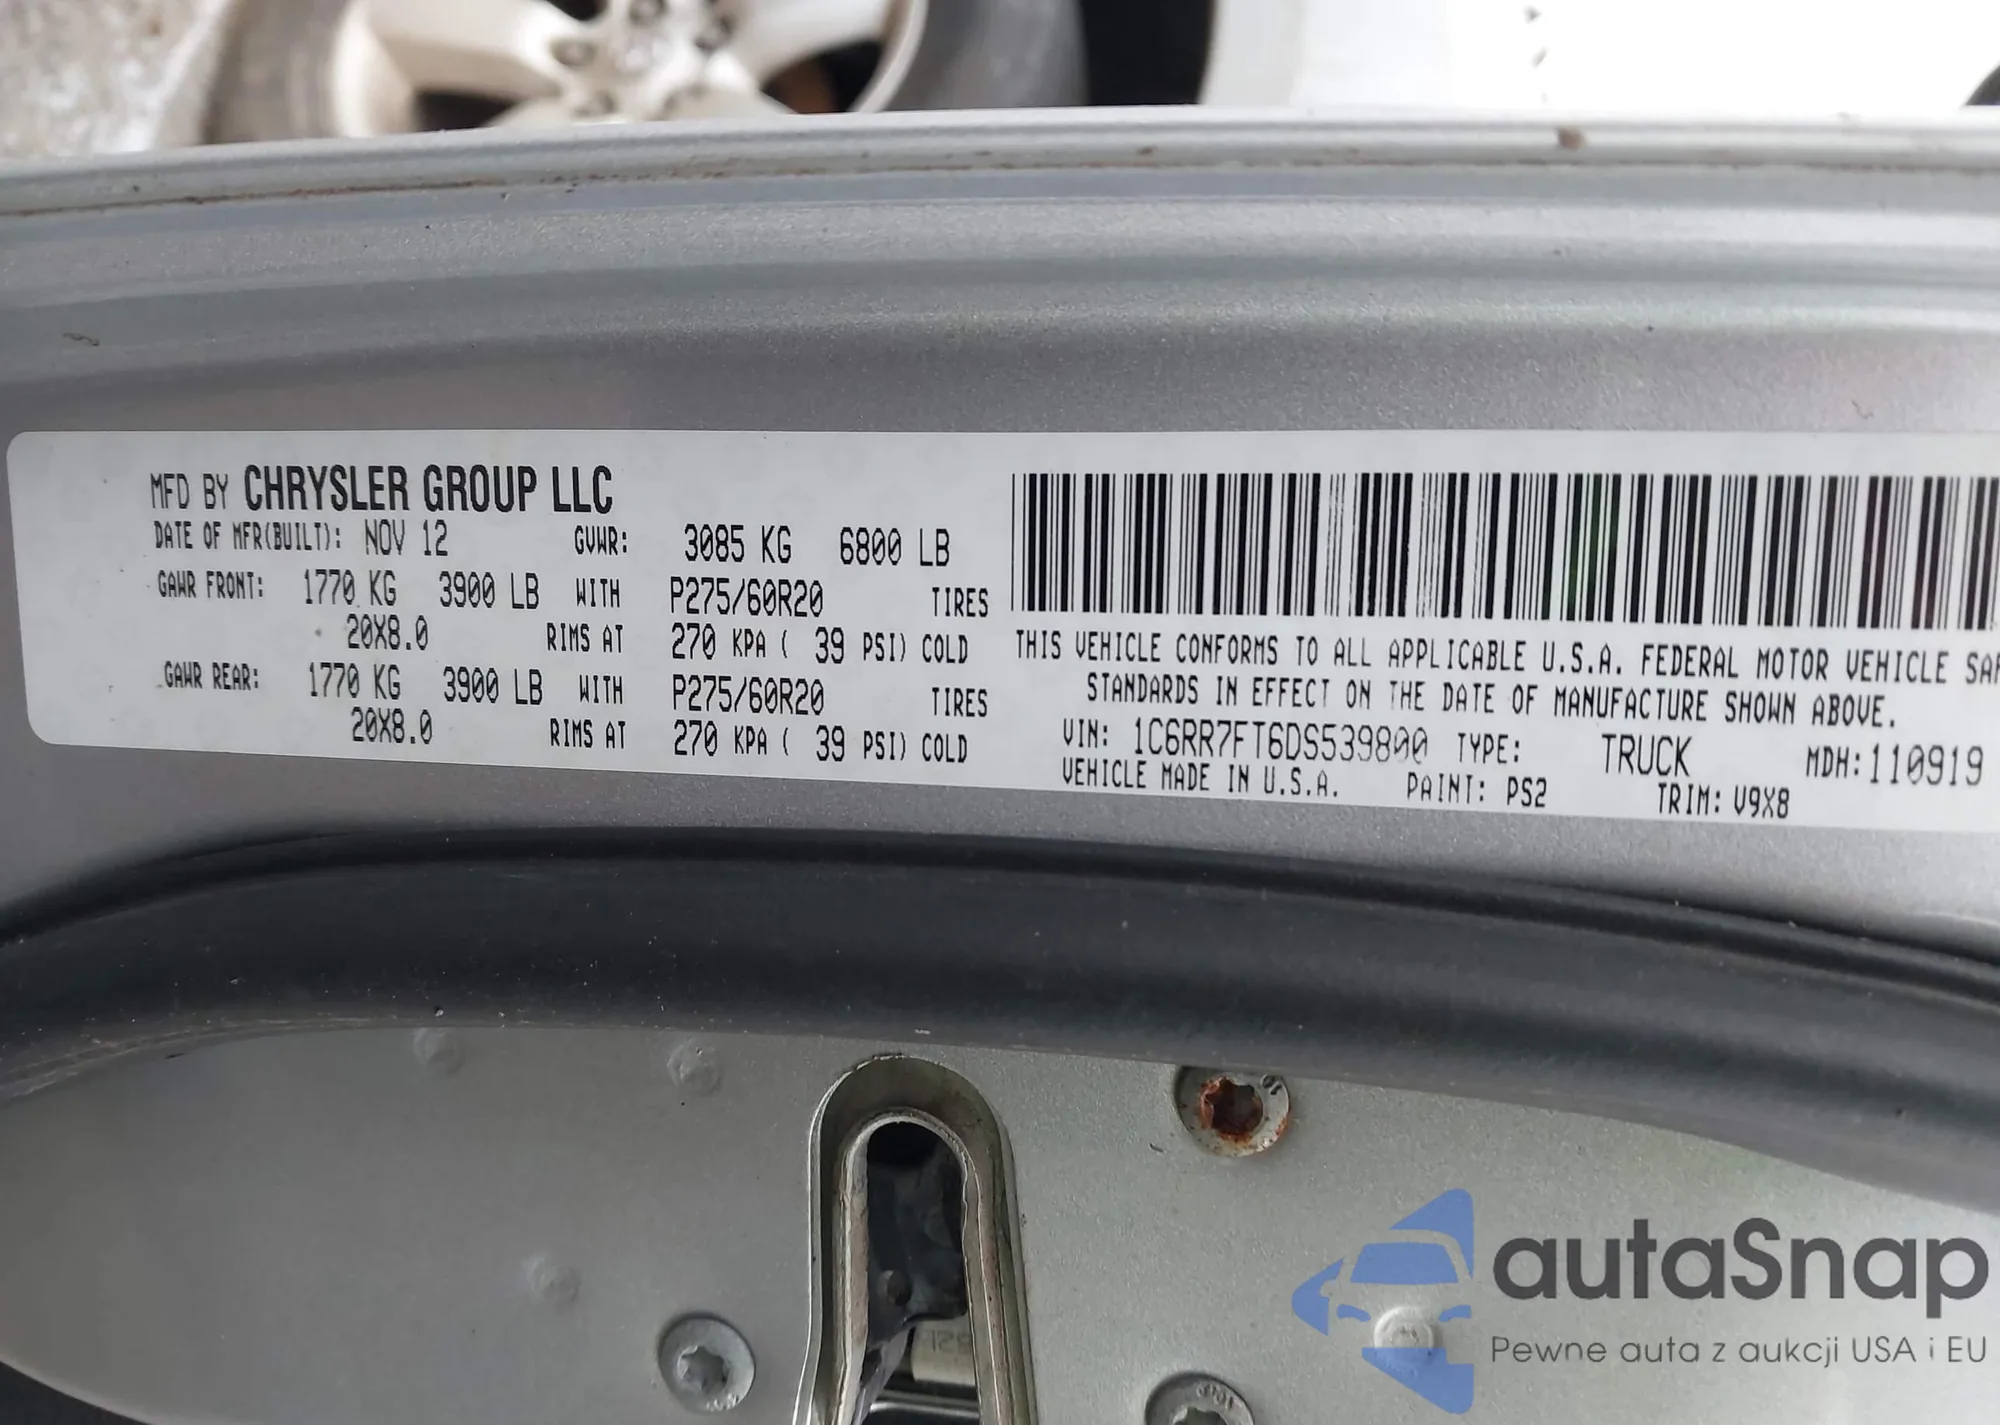 MFD BY CHRYSLER GROUP LLC
DATE OF MFR(BUILT): NOV 12 GVWR: 3085 KG 6800 LB
GAWR FRONT: 1770 KG 3900 LB WITH P275/60R20 TIRES
20X8.0 RIMS AT 270 KPA ( 39 PSI) COLD
GAWR REAR: 1770 KG 3900 LB WITH P275/60R20 TIRES
20X8.0 RIMS AT 270 KPA ( 39 PSI) COLD
THIS VEHICLE CONFORMS TO ALL APPLICABLE U.S.A. FEDERAL MOTOR VEHICLE SAF
STANDARDS IN EFFECT ON THE DATE OF MANUFACTURE SHOWN ABOVE.
VIN: 1C6RR7FT6DS539800 TYPE: TRUCK MDH: 110919
VEHICLE MADE IN U.S.A. PAINT: PS2 TRIM: V9X8
autaSnap
Pewne auta z aukcji USA i EU